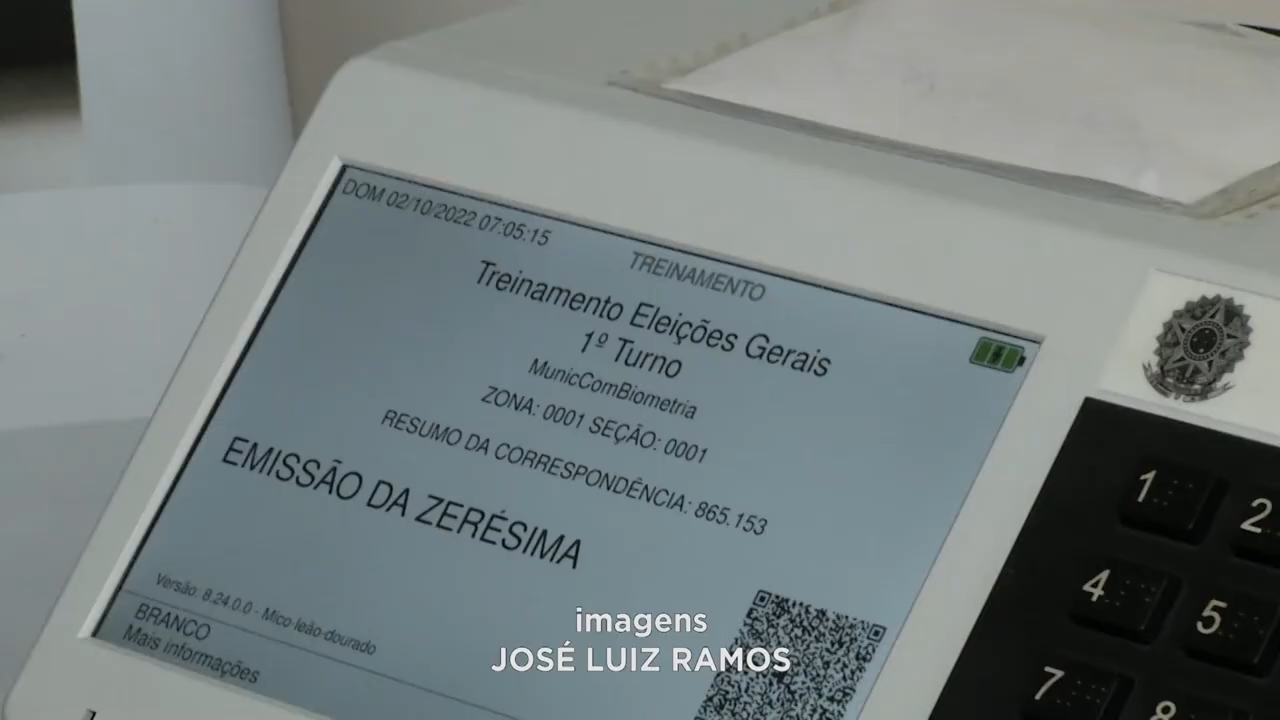 DOM 02/10/2022 07:05:15
TREINAMENTO
Treinamento Eleições Gerais
1º Turno
MunicComBiometria
ZONA: 0001 SEÇÃO: 0001
RESUMO DA CORRESPONDÊNCIA: 865.153
EMISSÃO DA ZERÉSIMA
Versão: 8.24.0.0 - Mico-leão-dourado
BRANCO
Mais informações
imagens
JOSÉ LUIZ RAMOS
1
2
4
5
7
8